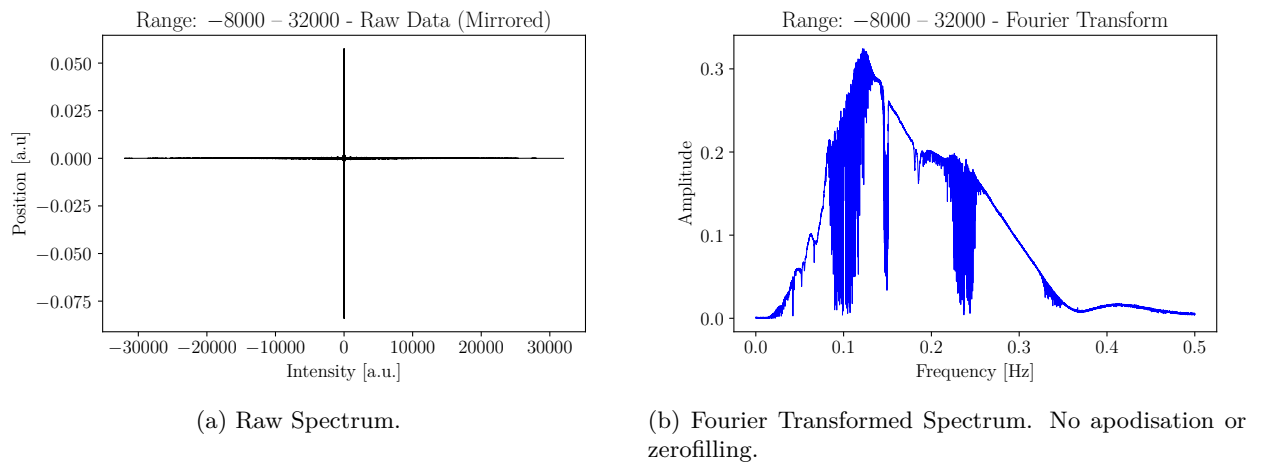 Range: −8000 – 32000 - Raw Data (Mirrored)
0.050
0.025
0.000
−0.025
−0.050
−0.075
Position [a.u]
−30000 −20000 −10000 0 10000 20000 30000
Intensity [a.u.]
(a) Raw Spectrum.
Range: −8000 – 32000 - Fourier Transform
0.3
0.2
0.1
0.0
Amplitude
0.0 0.1 0.2 0.3 0.4 0.5
Frequency [Hz]
(b) Fourier Transformed Spectrum. No apodisation or
zerofilling.